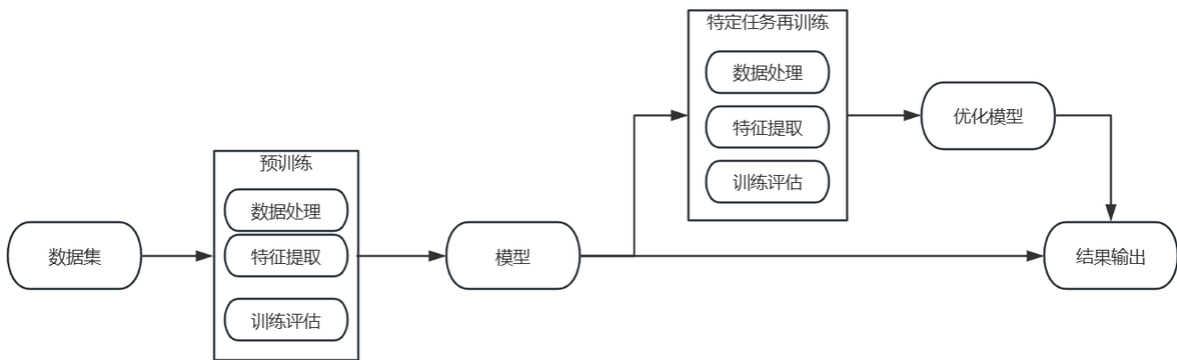 数据集
预训练
数据处理
特征提取
训练评估
模型
特定任务再训练
数据处理
特征提取
训练评估
优化模型
结果输出